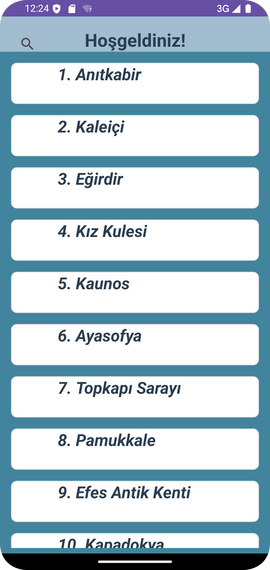 12:24 3G
Hoşgeldiniz!
1. Anıtkabir
2. Kaleiçi
3. Eğirdir
4. Kız Kulesi
5. Kaunos
6. Ayasofya
7. Topkapı Sarayı
8. Pamukkale
9. Efes Antik Kenti
10. Kapadokya